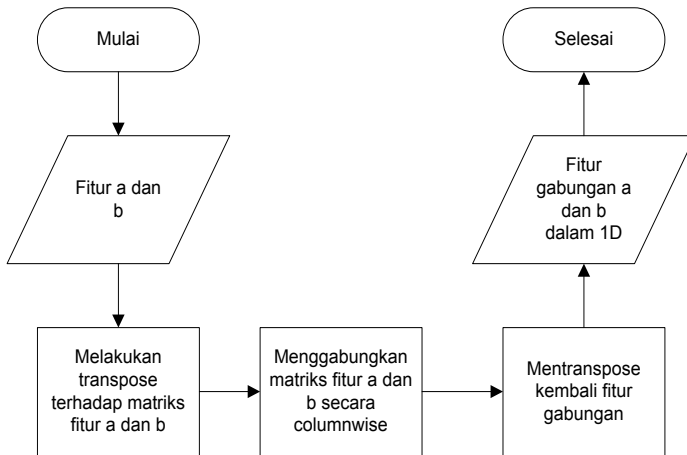 Mulai
Fitur a dan
b
Melakukan
transpose
terhadap matriks
fitur a dan b
Menggabungkan
matriks fitur a dan
b secara
columnwise
Mentranspose
kembali fitur
gabungan
Fitur
gabungan a
dan b
dalam 1D
Selesai